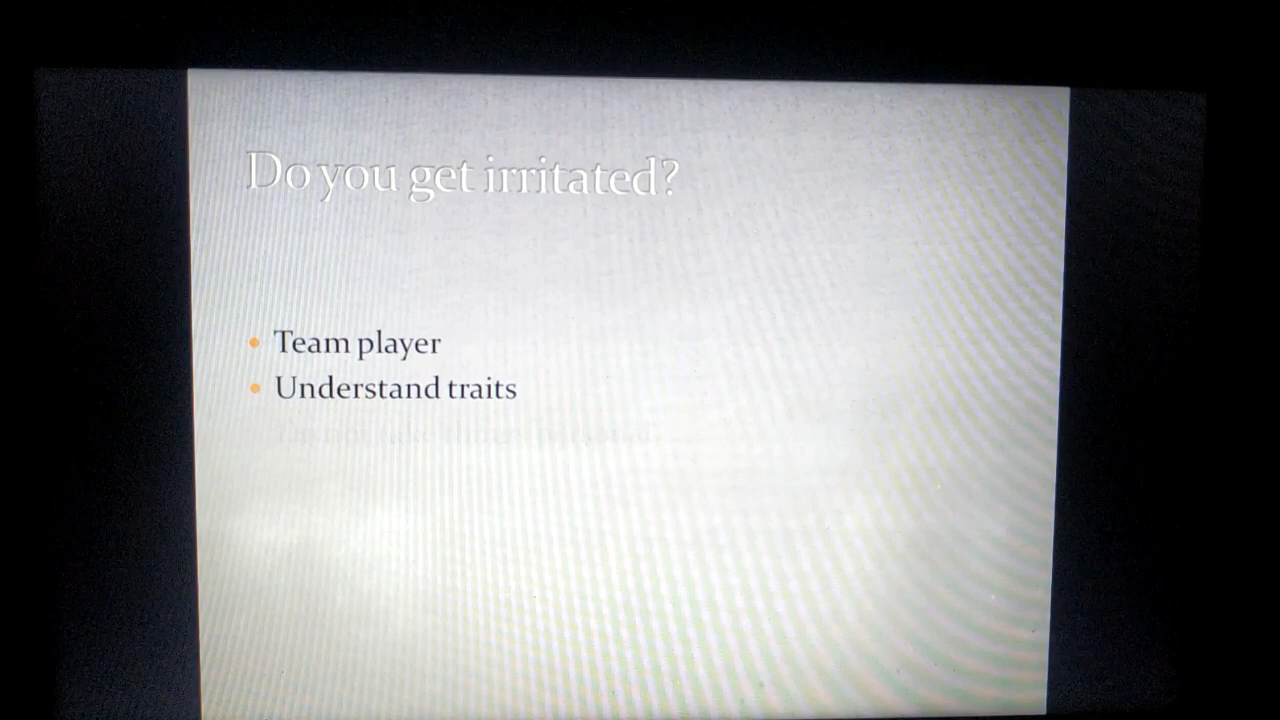 Do you get irritated?
• Team player
• Understand traits